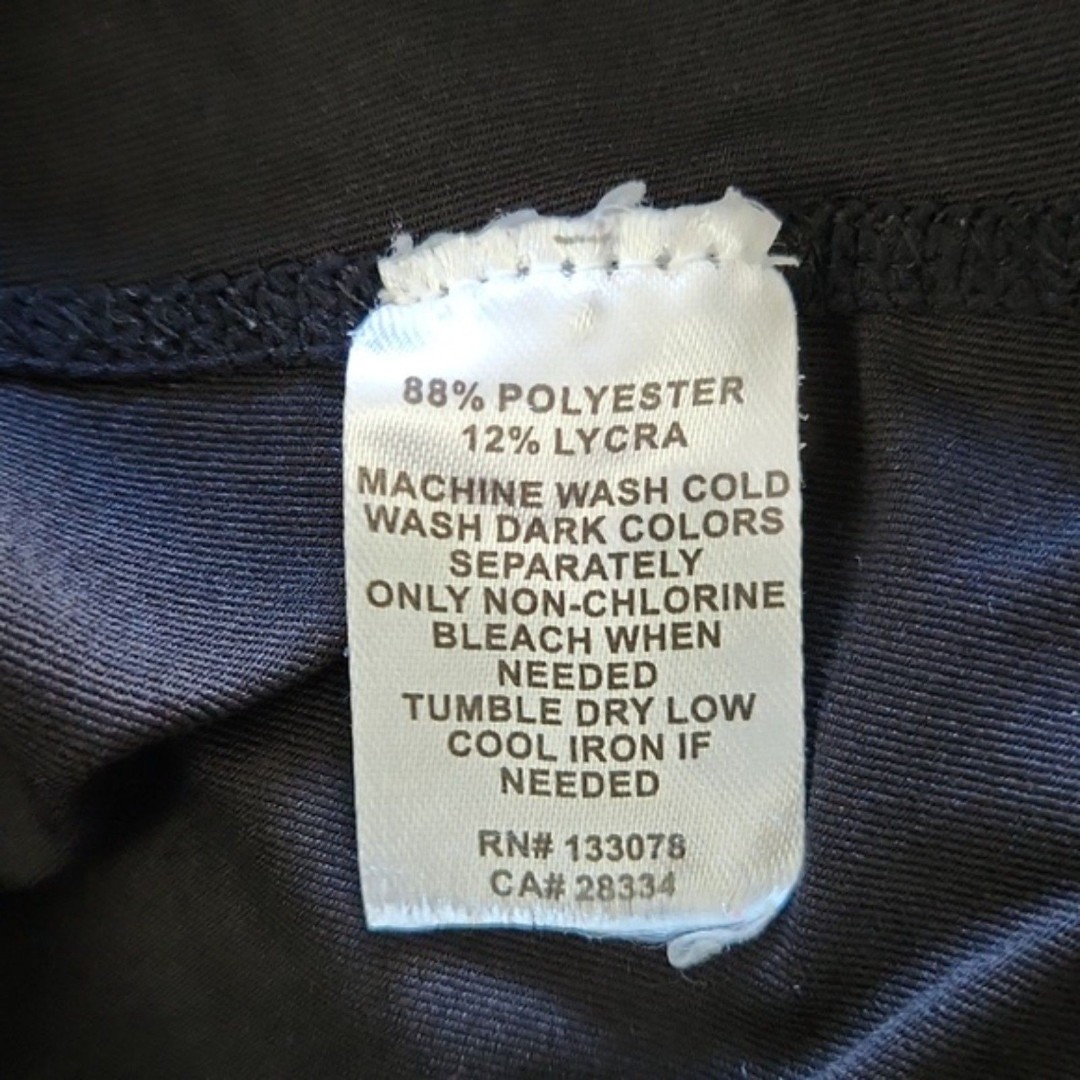 88% POLYESTER
12% LYCRA
MACHINE WASH COLD
WASH DARK COLORS
SEPARATELY
ONLY NON-CHLORINE
BLEACH WHEN
NEEDED
TUMBLE DRY LOW
COOL IRON IF
NEEDED
RN# 133078
CA# 28334